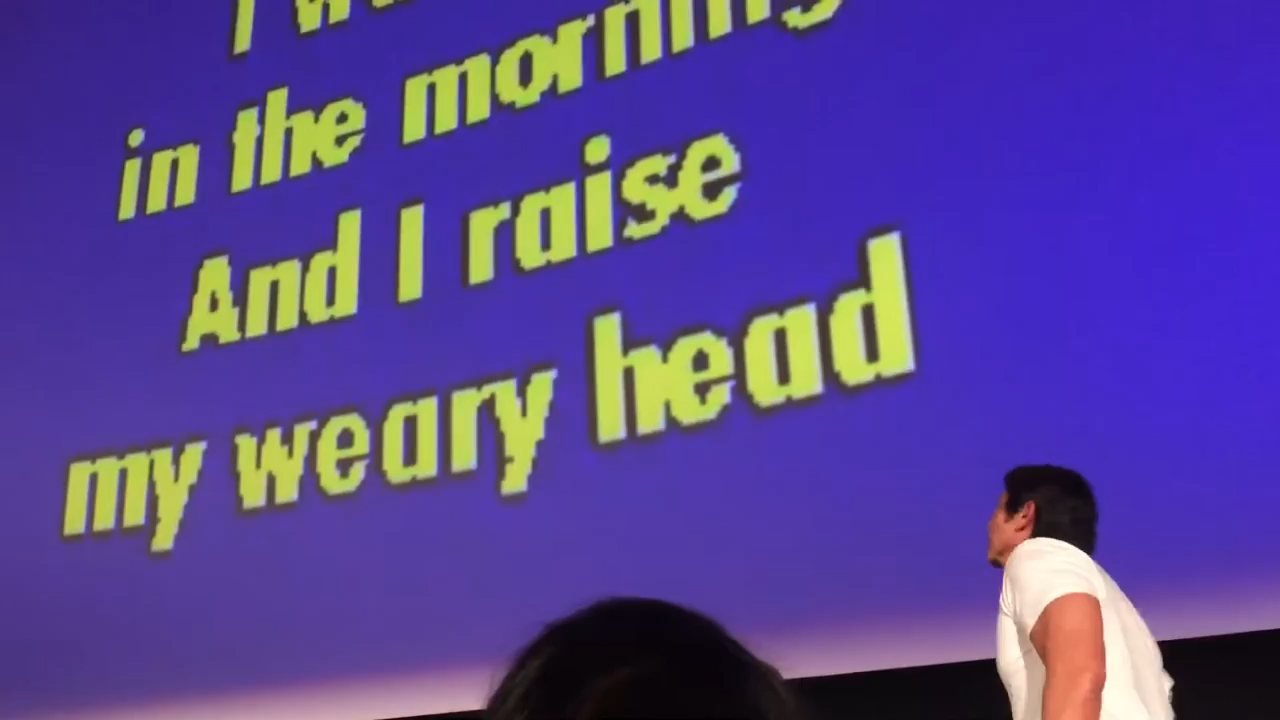 I
in the morning
And I raise
my weary head